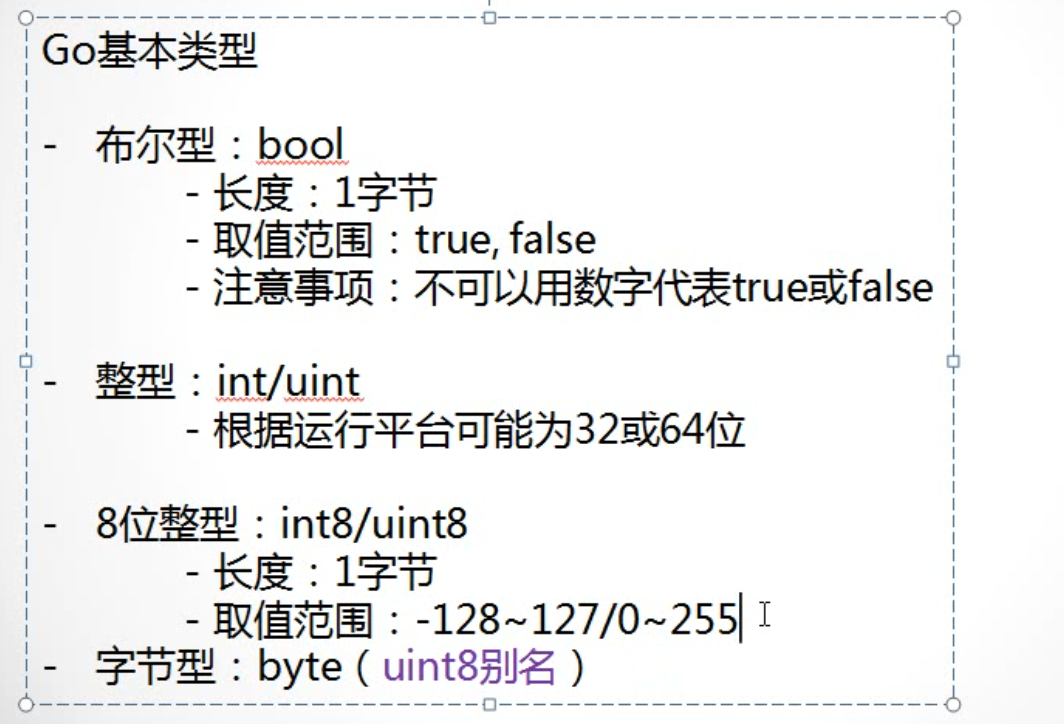 Go基本类型
- 布尔型：bool
- 长度：1字节
- 取值范围：true, false
- 注意事项：不可以用数字代表true或false
- 整型：int/uint
- 根据运行平台可能为32或64位
- 8位整型：int8/uint8
- 长度：1字节
- 取值范围：-128~127/0~255
- 字节型：byte（uint8别名）